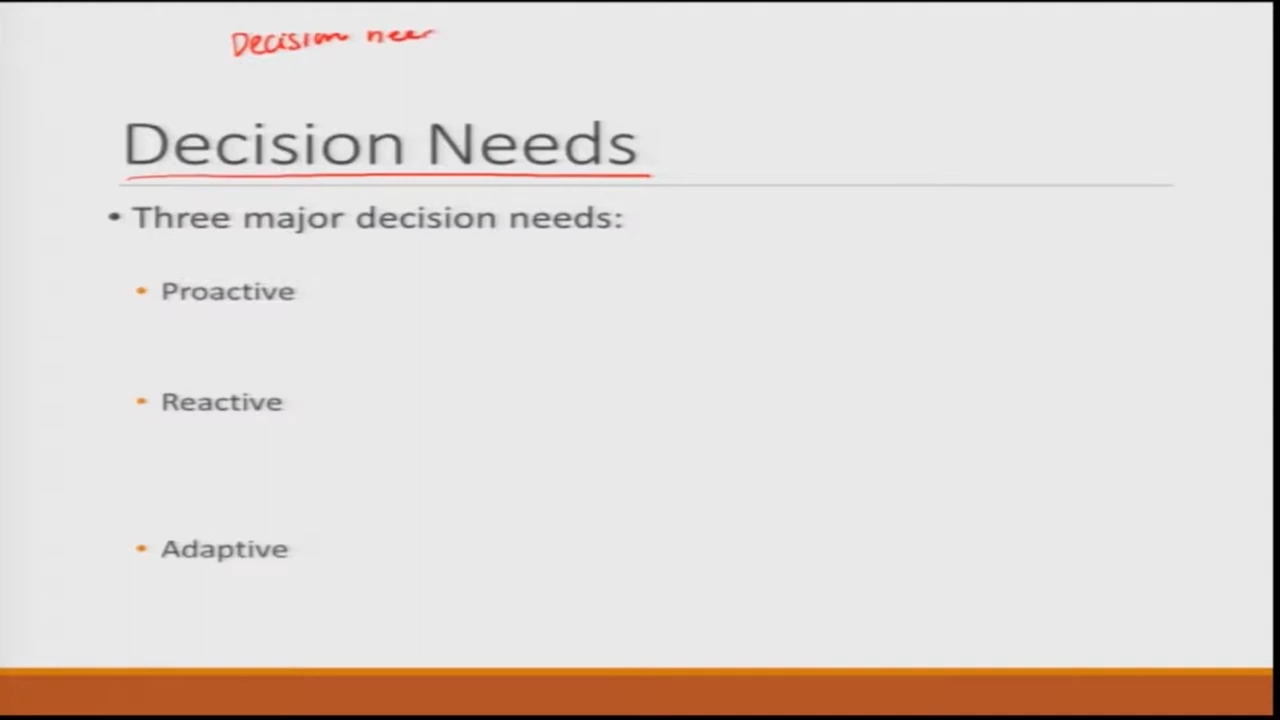 Decision nee
Decision Needs
• Three major decision needs:
• Proactive
• Reactive
• Adaptive